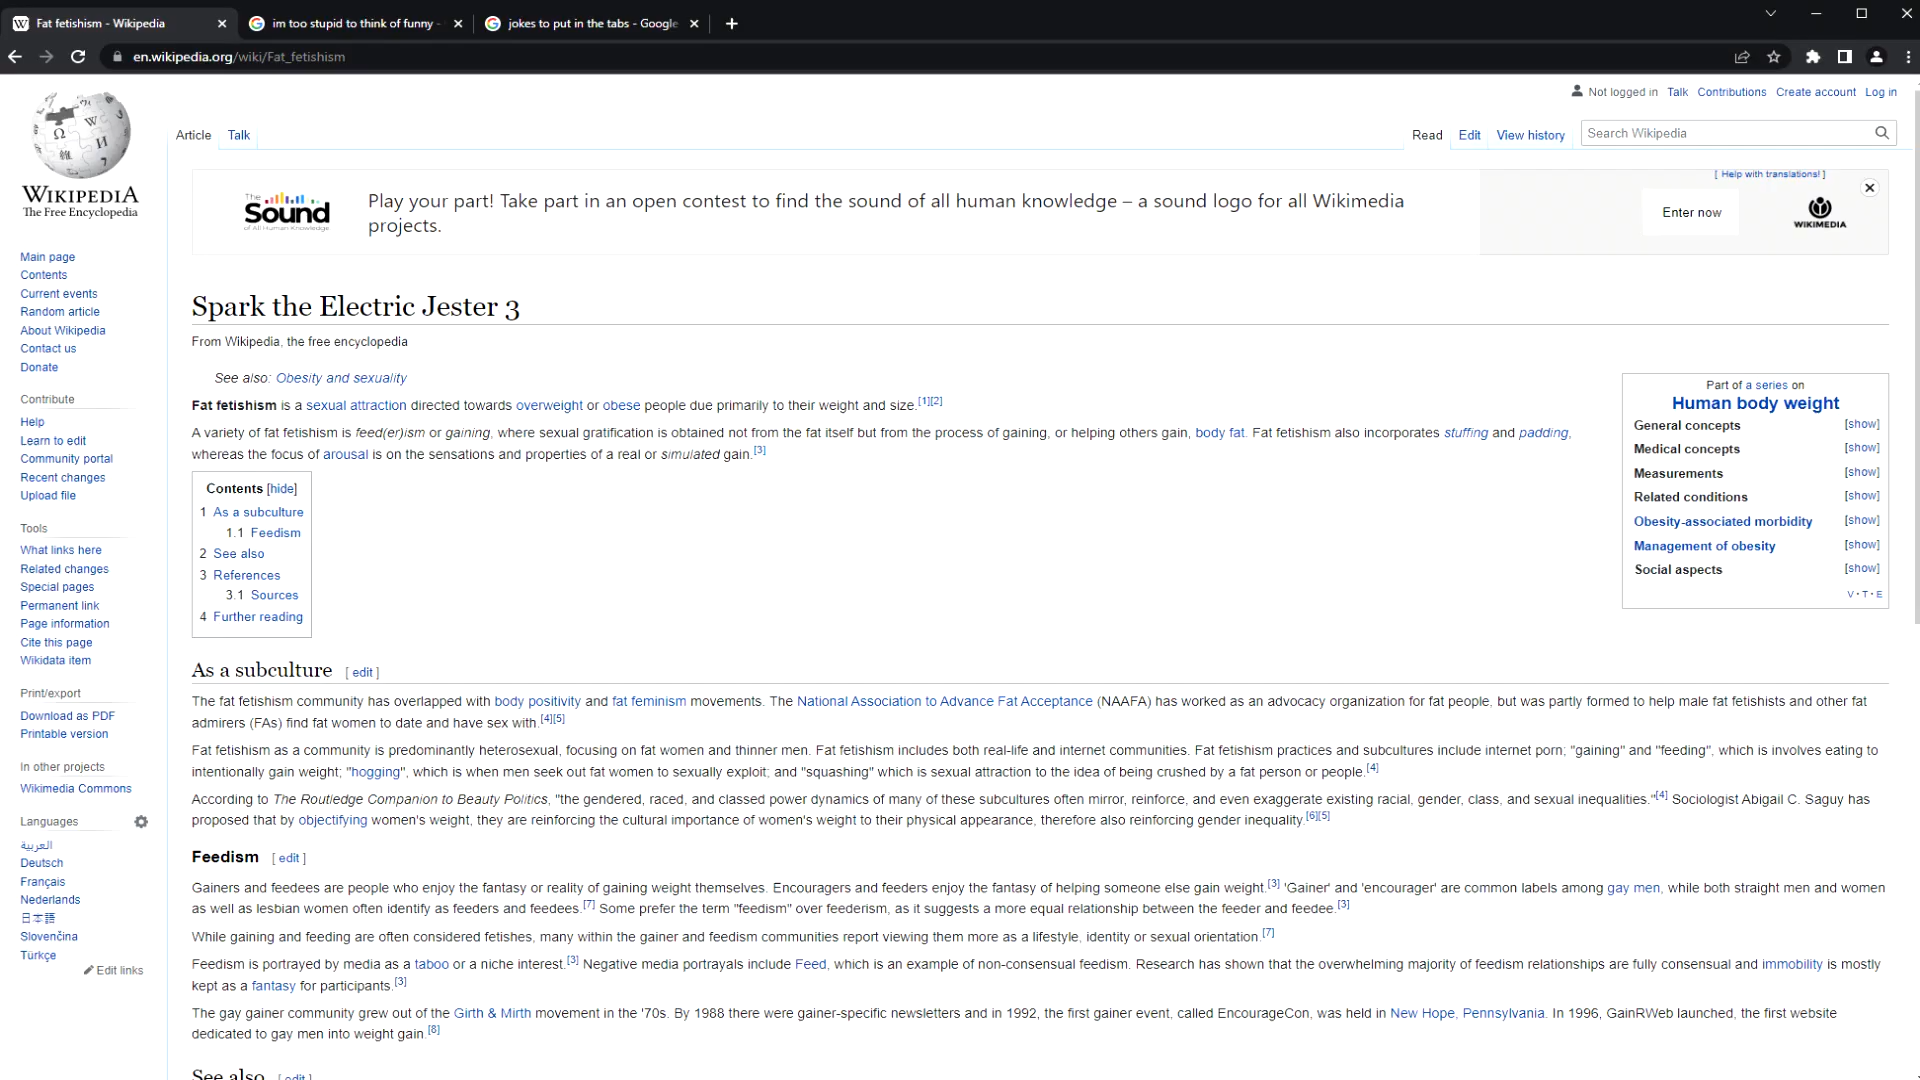 Fat fetishism - Wikipedia
im too stupid to think of funny -
jokes to put in the tabs - Google
en.wikipedia.org/wiki/Fat_fetishism
Not logged in Talk Contributions Create account Log in
Article Talk
Read Edit View history Search Wikipedia
WIKIPEDIA
The Free Encyclopedia
Main page
Contents
Current events
Random article
About Wikipedia
Contact us
Donate
Contribute
Help
Learn to edit
Community portal
Recent changes
Upload file
Tools
What links here
Related changes
Special pages
Permanent link
Page information
Cite this page
Wikidata item
Print/export
Download as PDF
Printable version
In other projects
Wikimedia Commons
Languages
العربية
Deutsch
Français
Nederlands
日本語
Slovenčina
Türkçe
Edit links
The Sound of All Human Knowledge
Play your part! Take part in an open contest to find the sound of all human knowledge – a sound logo for all Wikimedia
projects.
[ Help with translations! ]
Enter now
WIKIMEDIA
Spark the Electric Jester 3
From Wikipedia, the free encyclopedia
See also: Obesity and sexuality
Fat fetishism is a sexual attraction directed towards overweight or obese people due primarily to their weight and size.[1][2]
A variety of fat fetishism is feed(er)ism or gaining, where sexual gratification is obtained not from the fat itself but from the process of gaining, or helping others gain, body fat. Fat fetishism also incorporates stuffing and padding,
whereas the focus of arousal is on the sensations and properties of a real or simulated gain.[3]
Part of a series on
Human body weight
General concepts [show]
Medical concepts [show]
Measurements [show]
Related conditions [show]
Obesity-associated morbidity [show]
Management of obesity [show]
Social aspects [show]
V · T · E
Contents [hide]
1 As a subculture
1.1 Feedism
2 See also
3 References
3.1 Sources
4 Further reading
As a subculture [ edit ]
The fat fetishism community has overlapped with body positivity and fat feminism movements. The National Association to Advance Fat Acceptance (NAAFA) has worked as an advocacy organization for fat people, but was partly formed to help male fat fetishists and other fat
admirers (FAs) find fat women to date and have sex with.[4][5]
Fat fetishism as a community is predominantly heterosexual, focusing on fat women and thinner men. Fat fetishism includes both real-life and internet communities. Fat fetishism practices and subcultures include internet porn; "gaining" and "feeding", which is involves eating to
intentionally gain weight; "hogging", which is when men seek out fat women to sexually exploit; and "squashing" which is sexual attraction to the idea of being crushed by a fat person or people.[4]
According to The Routledge Companion to Beauty Politics, "the gendered, raced, and classed power dynamics of many of these subcultures often mirror, reinforce, and even exaggerate existing racial, gender, class, and sexual inequalities."[4] Sociologist Abigail C. Saguy has
proposed that by objectifying women's weight, they are reinforcing the cultural importance of women's weight to their physical appearance, therefore also reinforcing gender inequality.[6][5]
Feedism [ edit ]
Gainers and feedees are people who enjoy the fantasy or reality of gaining weight themselves. Encouragers and feeders enjoy the fantasy of helping someone else gain weight.[3] 'Gainer' and 'encourager' are common labels among gay men, while both straight men and women
as well as lesbian women often identify as feeders and feedees.[7] Some prefer the term "feedism" over feederism, as it suggests a more equal relationship between the feeder and feedee.[3]
While gaining and feeding are often considered fetishes, many within the gainer and feedism communities report viewing them more as a lifestyle, identity or sexual orientation.[7]
Feedism is portrayed by media as a taboo or a niche interest.[3] Negative media portrayals include Feed, which is an example of non-consensual feedism. Research has shown that the overwhelming majority of feedism relationships are fully consensual and immobility is mostly
kept as a fantasy for participants.[3]
The gay gainer community grew out of the Girth & Mirth movement in the '70s. By 1988 there were gainer-specific newsletters and in 1992, the first gainer event, called EncourageCon, was held in New Hope, Pennsylvania. In 1996, GainRWeb launched, the first website
dedicated to gay men into weight gain.[8]
See also [ edit ]